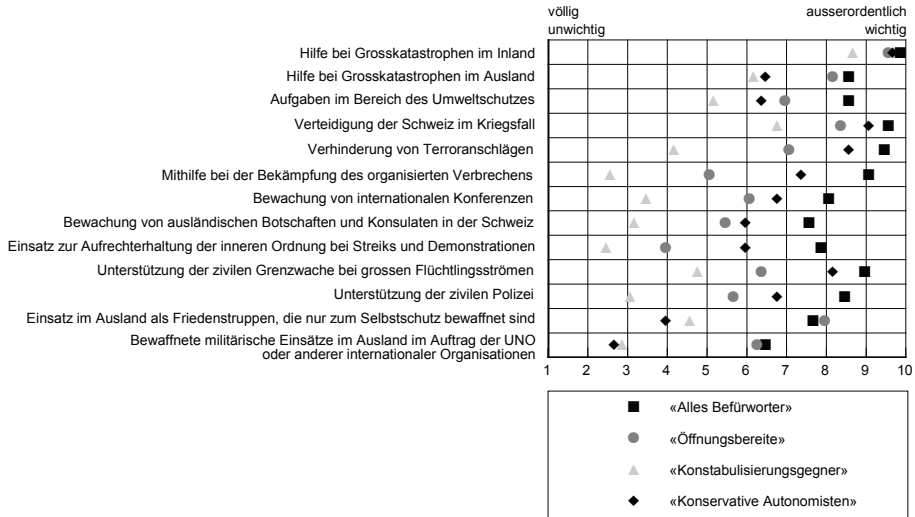 völlig
unwichtig
ausserordentlich
wichtig
Hilfe bei Grosskatastrophen im Inland
Hilfe bei Grosskatastrophen im Ausland
Aufgaben im Bereich des Umweltschutzes
Verteidigung der Schweiz im Kriegsfall
Verhinderung von Terroranschlägen
Mithilfe bei der Bekämpfung des organisierten Verbrechens
Bewachung von internationalen Konferenzen
Bewachung von ausländischen Botschaften und Konsulaten in der Schweiz
Einsatz zur Aufrechterhaltung der inneren Ordnung bei Streiks und Demonstrationen
Unterstützung der zivilen Grenzwache bei grossen Flüchtlingsströmen
Unterstützung der zivilen Polizei
Einsatz im Ausland als Friedenstruppen, die nur zum Selbstschutz bewaffnet sind
Bewaffnete militärische Einsätze im Ausland im Auftrag der UNO
oder anderer internationaler Organisationen
1 2 3 4 5 6 7 8 9 10
«Alles Befürworter»
«Öffnungsbereite»
«Konstabulisierungsgegner»
«Konservative Autonomisten»